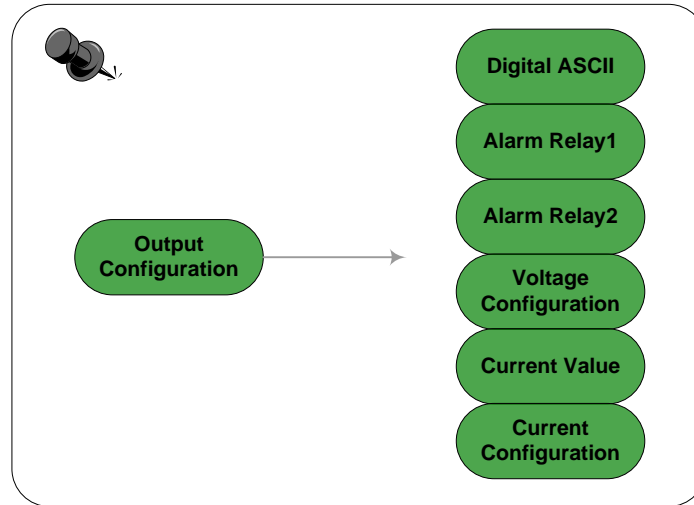 Output
Configuration
Digital ASCII
Alarm Relay1
Alarm Relay2
Voltage
Configuration
Current Value
Current
Configuration